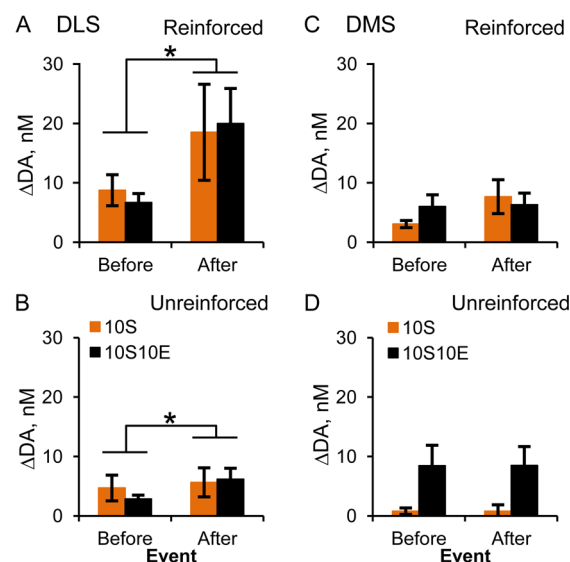 A DLS Reinforced
*
30
20
10
0
ΔDA, nM
Before After
C DMS Reinforced
30
20
10
0
ΔDA, nM
Before After
B Unreinforced
10S
10S10E
*
30
20
10
0
ΔDA, nM
Before After
Event
D Unreinforced
10S
10S10E
30
20
10
0
ΔDA, nM
Before After
Event